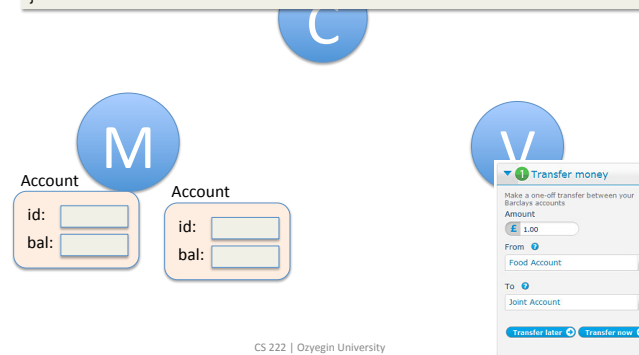 }
C
M
V
Account
id:
bal:
Account
id:
bal:
1 Transfer money
Make a one-off transfer between your
Barclays accounts
Amount
£ 1.00
From ?
Food Account
To ?
Joint Account
Transfer later Transfer now
CS 222 | Ozyegin University